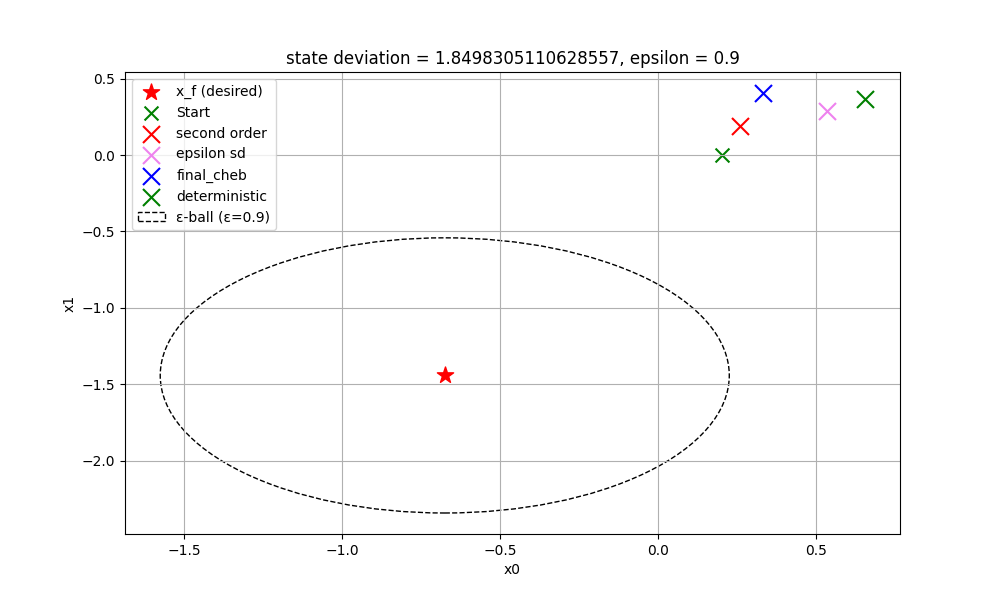 state deviation = 1.8498305110628557, epsilon = 0.9
x_f (desired)
Start
second order
epsilon sd
final_cheb
deterministic
ε-ball (ε=0.9)
0.5
0.0
−0.5
−1.0
−1.5
−2.0
x1
−1.5
−1.0
−0.5
0.0
0.5
x0